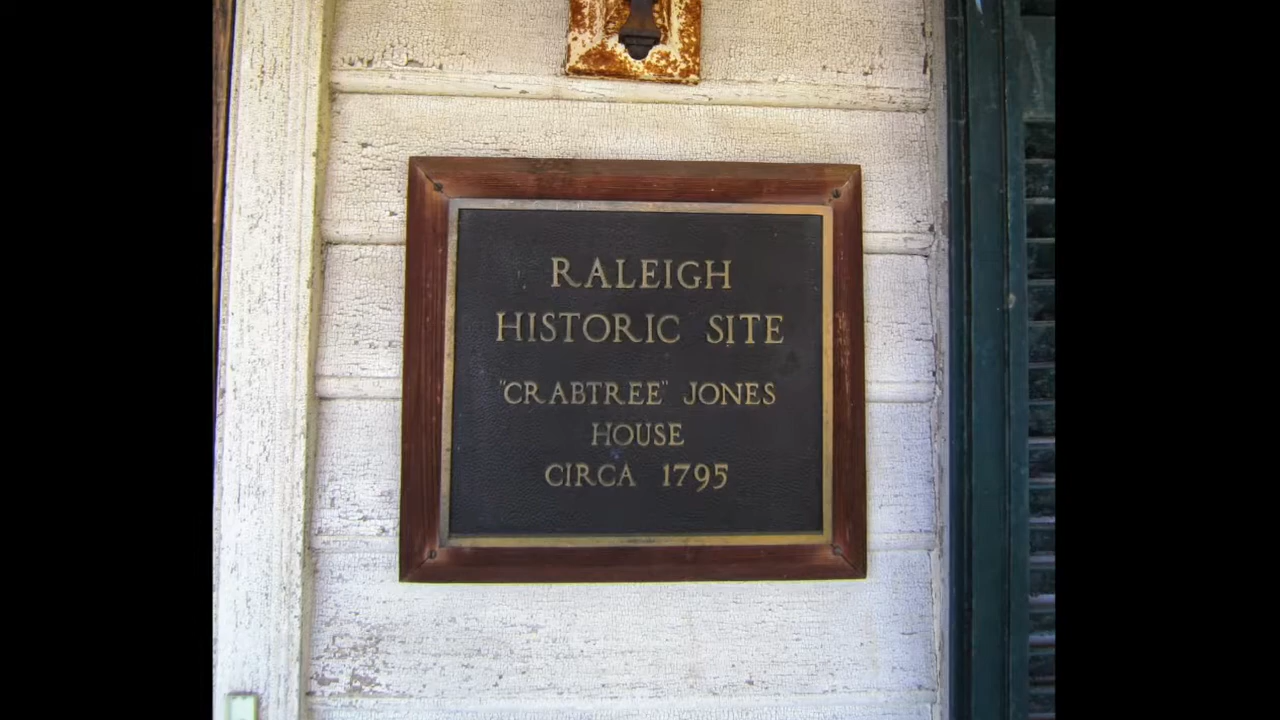 RALEIGH
HISTORIC SITE
"CRABTREE" JONES
HOUSE
CIRCA 1795